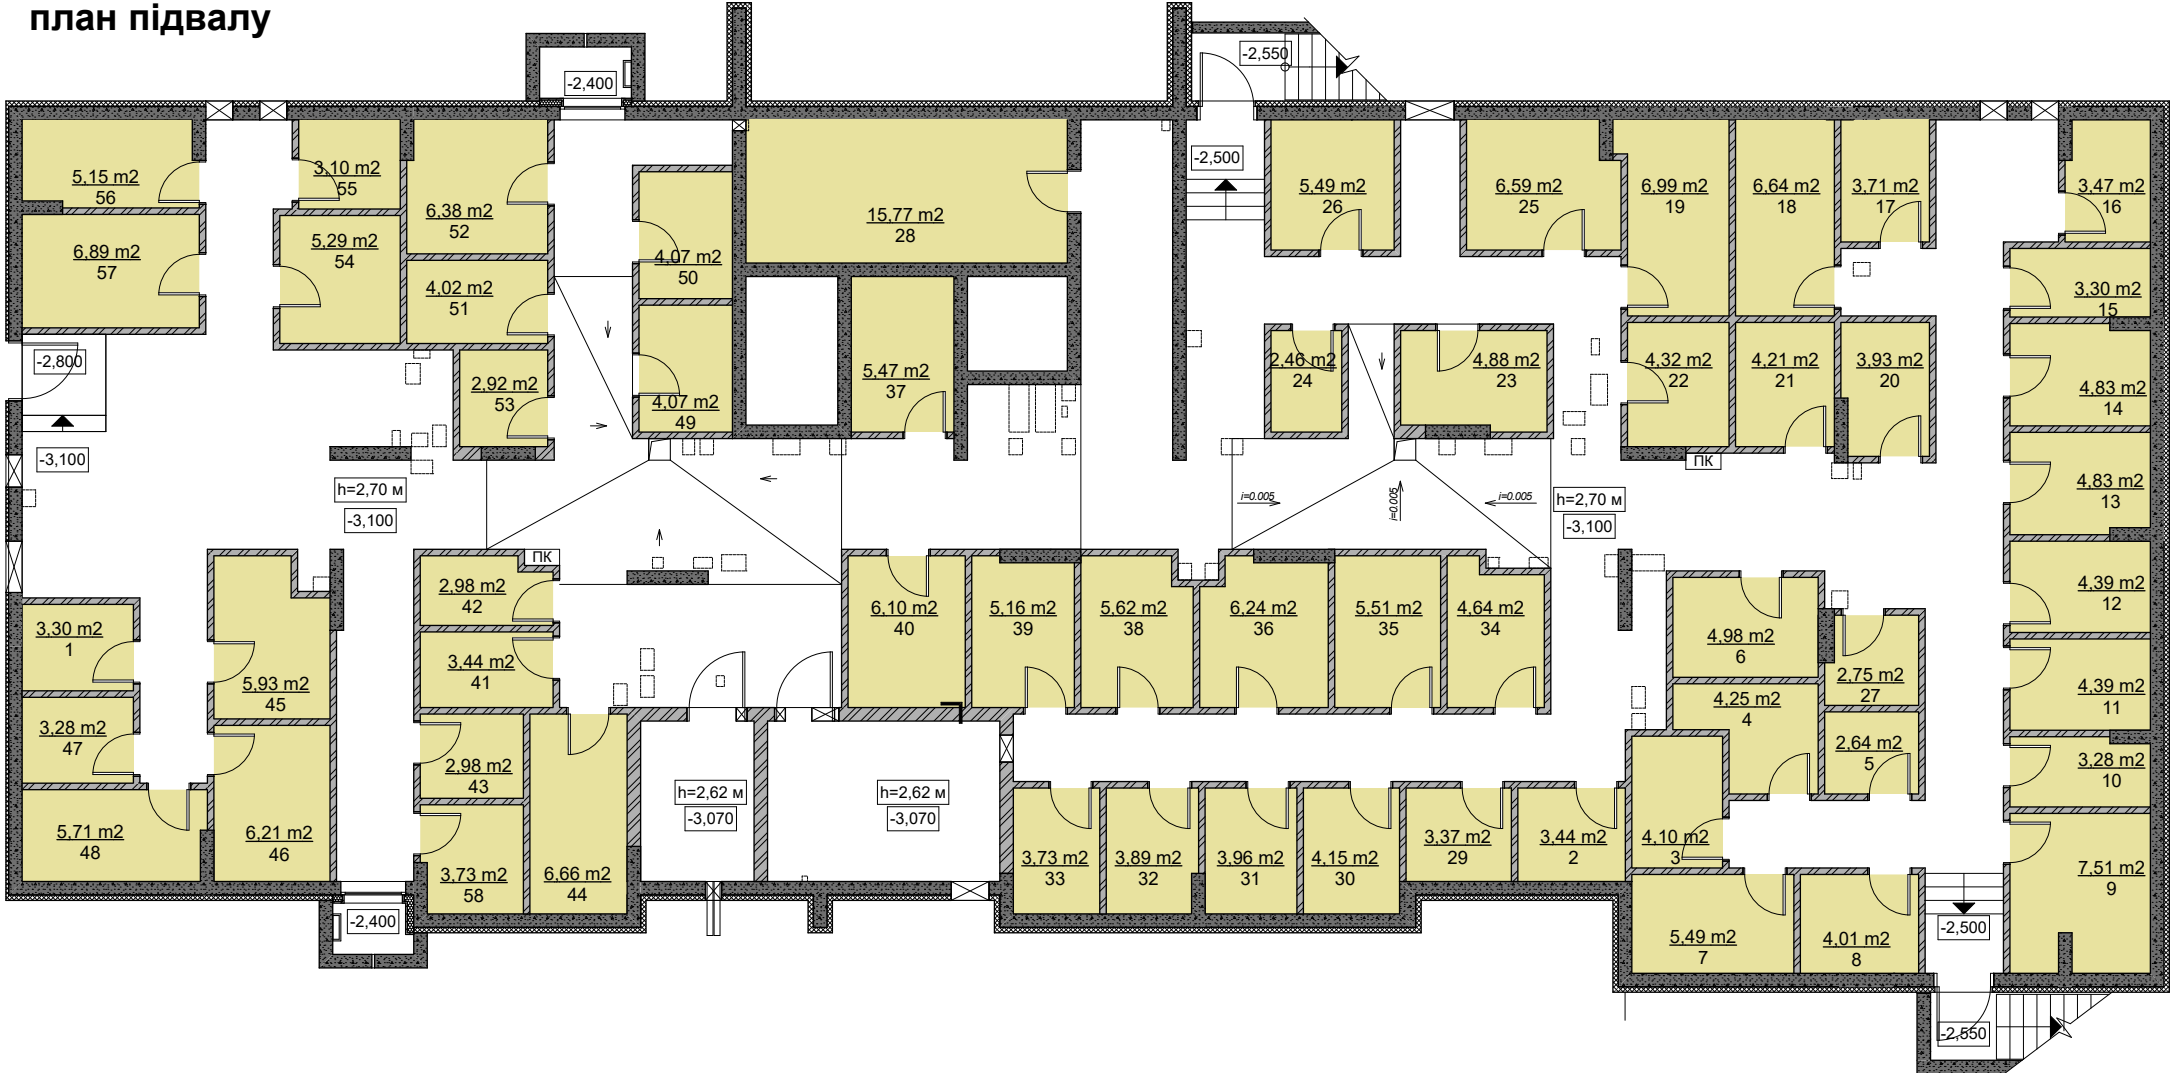 план підвалу
-2,400
-2,550
-2,500
5,15 m2
56
3,10 m2
55
6,38 m2
52
15,77 m2
28
5,49 m2
26
6,59 m2
25
6,99 m2
19
6,64 m2
18
3,71 m2
17
3,47 m2
16
6,89 m2
57
5,29 m2
54
4,07 m2
50
4,02 m2
51
3,30 m2
15
-2,800
2,92 m2
53
4,07 m2
49
5,47 m2
37
2,46 m2
24
4,88 m2
23
4,32 m2
22
4,21 m2
21
3,93 m2
20
4,83 m2
14
-3,100
ПК
h=2,70 м
-3,100
i=0.005
i=0.005
i=0.005
h=2,70 м
-3,100
4,83 m2
13
ПК
2,98 m2
42
4,39 m2
12
3,30 m2
1
6,10 m2
40
5,16 m2
39
5,62 m2
38
6,24 m2
36
5,51 m2
35
4,64 m2
34
4,98 m2
6
3,44 m2
41
5,93 m2
45
2,75 m2
27
4,39 m2
11
4,25 m2
4
3,28 m2
47
2,98 m2
43
2,64 m2
5
3,28 m2
10
h=2,62 м
-3,070
h=2,62 м
-3,070
5,71 m2
48
6,21 m2
46
3,73 m2
58
6,66 m2
44
3,73 m2
33
3,89 m2
32
3,96 m2
31
4,15 m2
30
3,37 m2
29
3,44 m2
2
4,10 m2
3
7,51 m2
9
-2,400
5,49 m2
7
4,01 m2
8
-2,500
-2,550